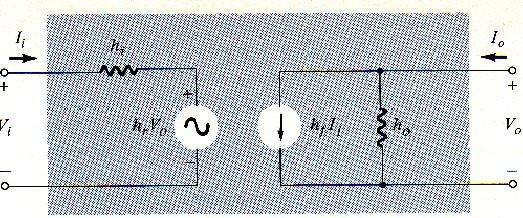 I_i h_i I_o
+ + +
V_i h_r V_o h_f I_i h_o V_o
− − −